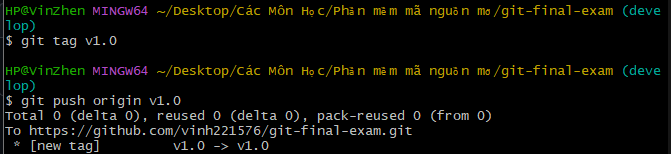 HP@VinZhen MINGW64 ~/Desktop/Các Môn Học/Phần mềm mã nguồn mở/git-final-exam (deve
lop)
$ git tag v1.0
HP@VinZhen MINGW64 ~/Desktop/Các Môn Học/Phần mềm mã nguồn mở/git-final-exam (deve
lop)
$ git push origin v1.0
Total 0 (delta 0), reused 0 (delta 0), pack-reused 0 (from 0)
To https://github.com/vinh221576/git-final-exam.git
 * [new tag]         v1.0 -> v1.0